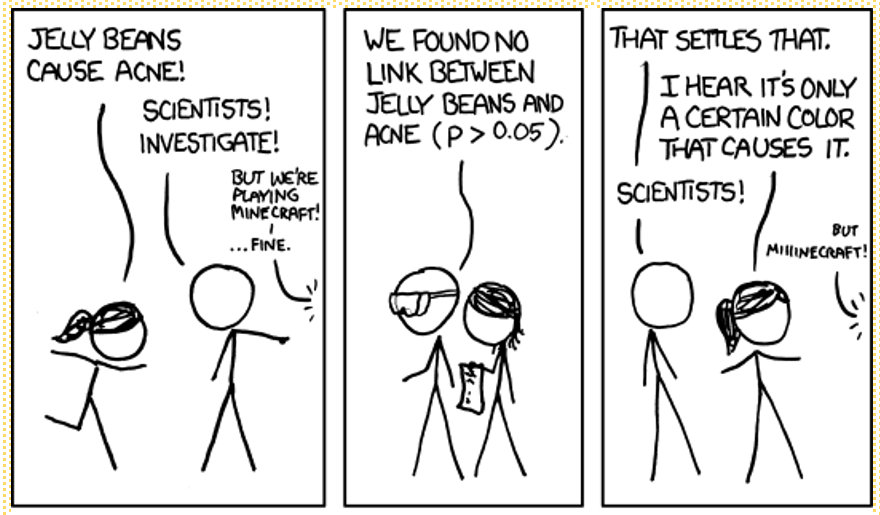 JELLY BEANS
CAUSE ACNE!
SCIENTISTS!
INVESTIGATE!
BUT WE'RE
PLAYING
MINECRAFT!
...FINE.
WE FOUND NO
LINK BETWEEN
JELLY BEANS AND
ACNE (P > 0.05).
THAT SETTLES THAT.
I HEAR IT'S ONLY
A CERTAIN COLOR
THAT CAUSES IT.
SCIENTISTS!
BUT
MIIIINECRAFT!